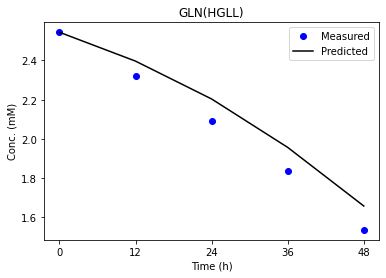 GLN(HGLL)
Measured
Predicted
Conc. (mM)
2.4
2.2
2.0
1.8
1.6
0 12 24 36 48
Time (h)